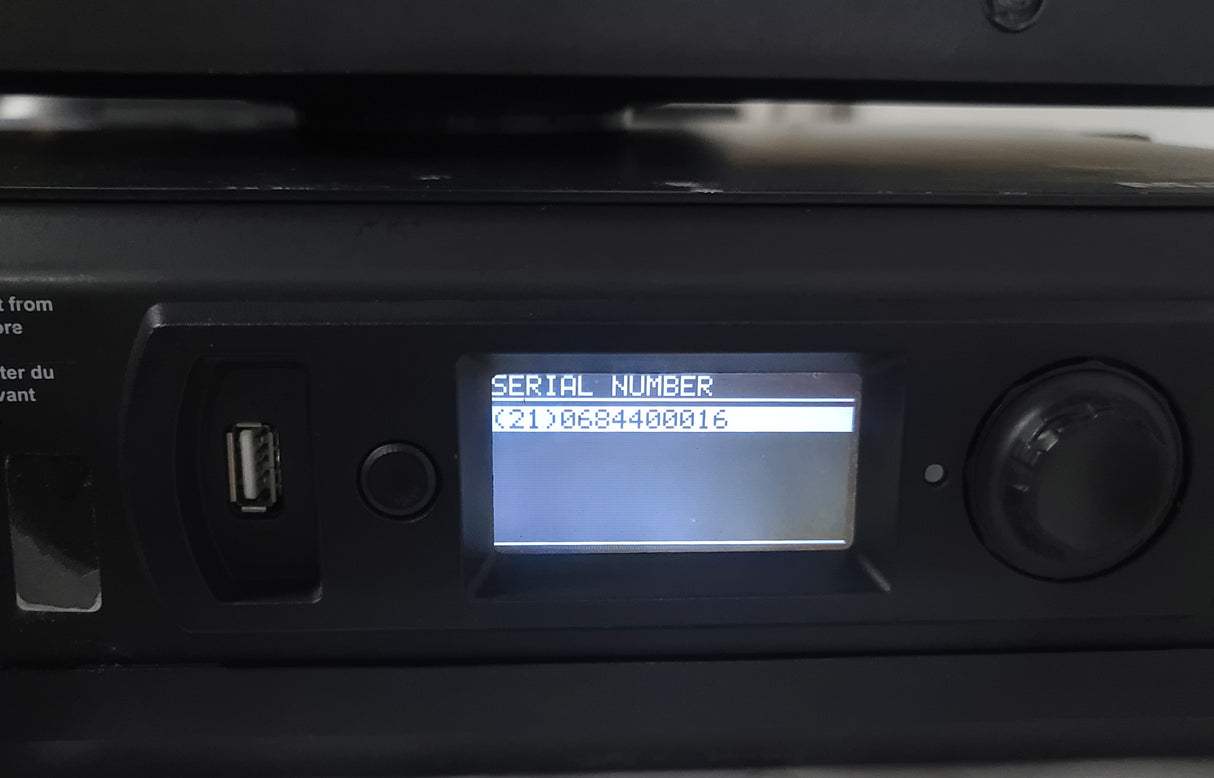 t from
ore
ter du
vant
SERIAL NUMBER
(21)0684400016